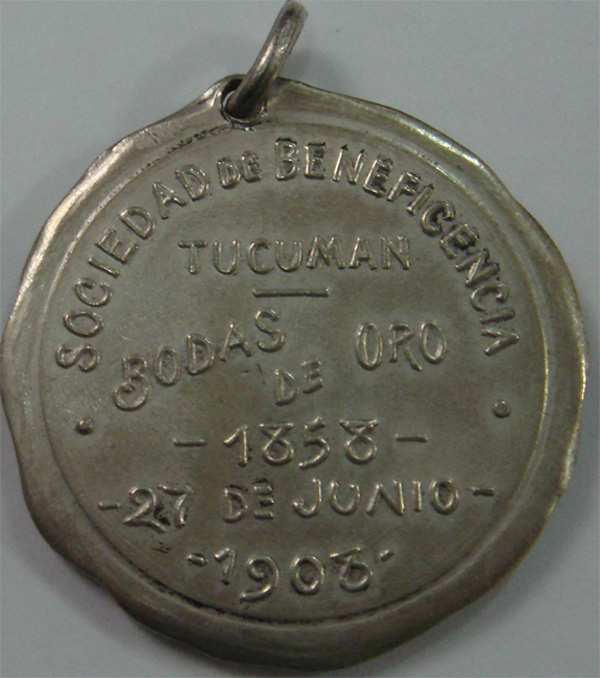 SOCIEDAD DE BENEFICENCIA
TUCUMAN
BODAS DE ORO
- 1858 -
- 27 DE JUNIO -
- 1908 -